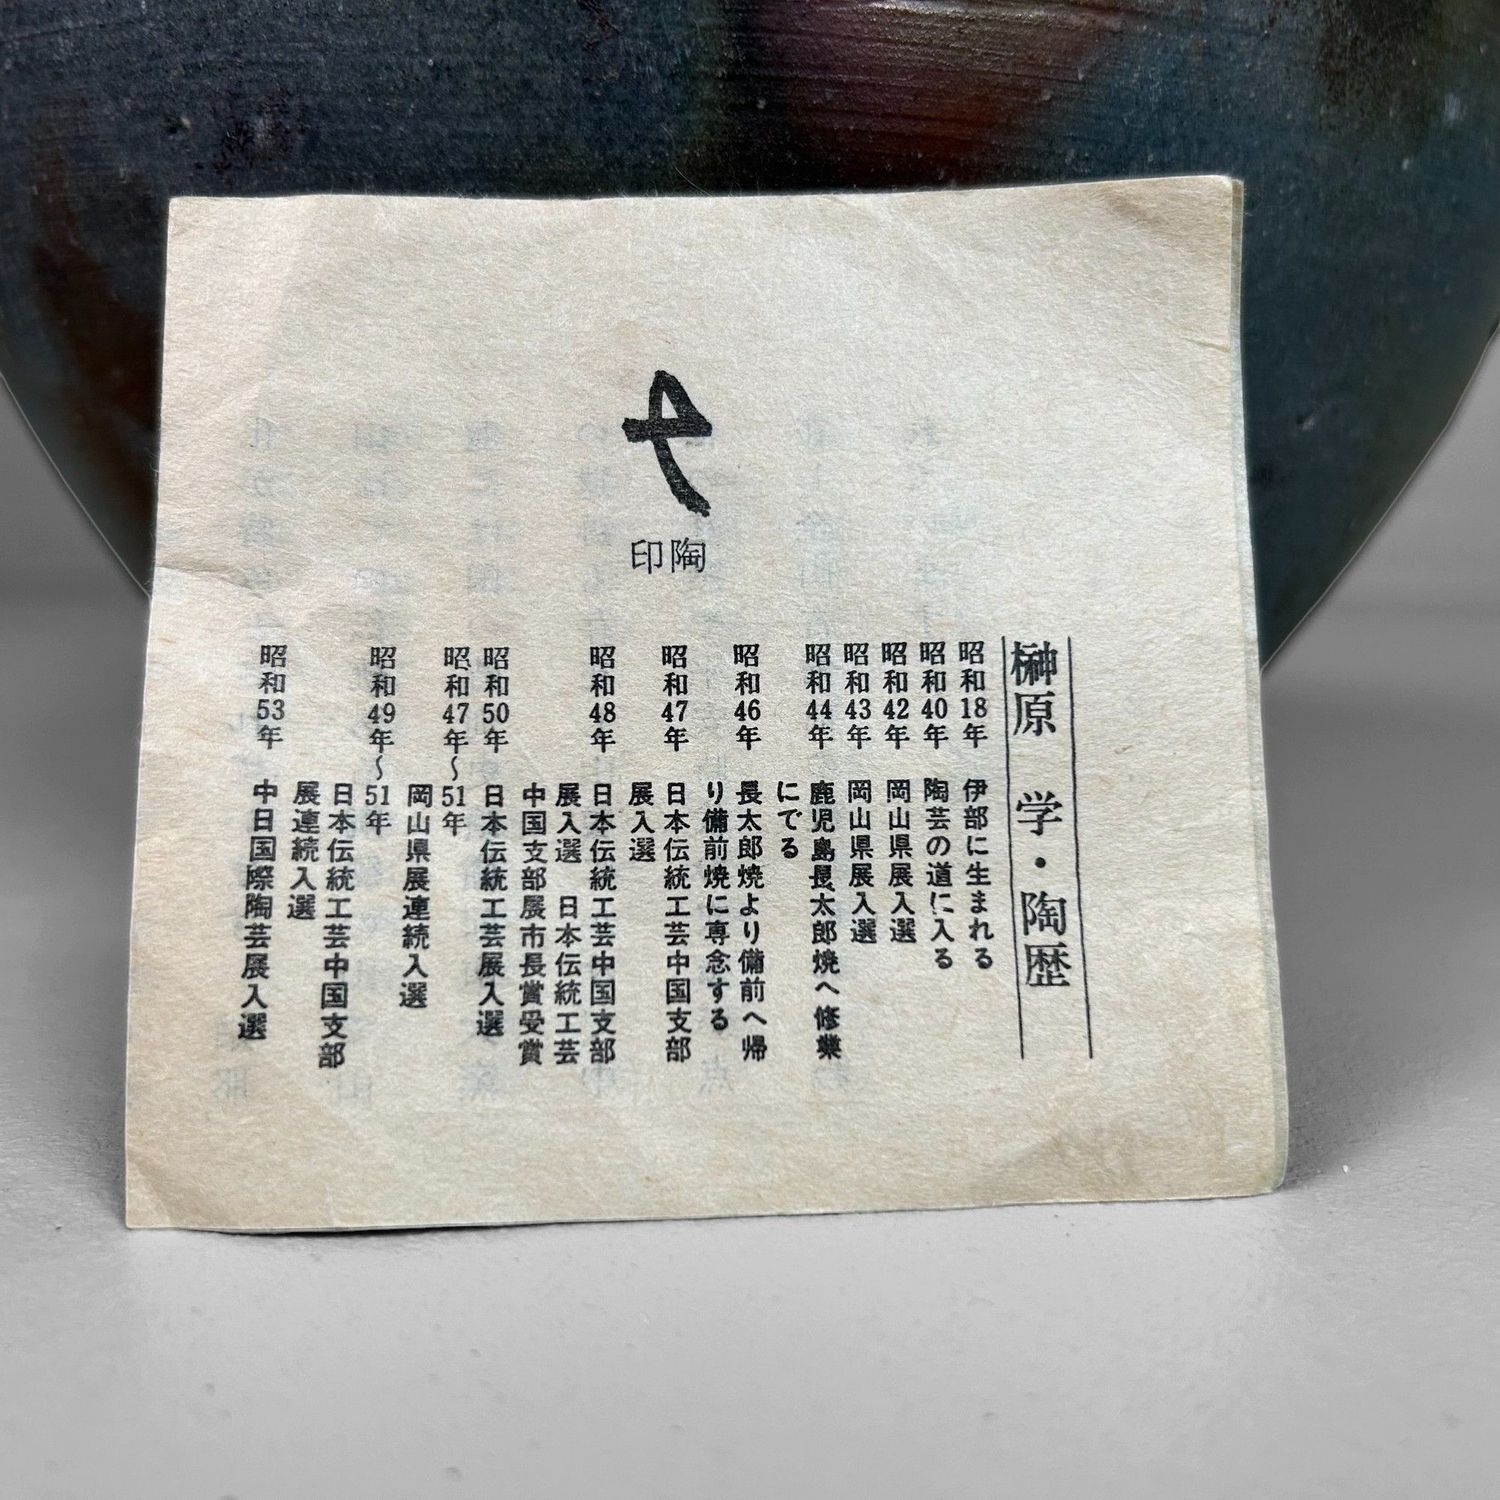 榊原 学・陶歴
昭和18年 伊部に生まれる
昭和40年 陶芸の道に入る
昭和42年 岡山県展入選
昭和43年 岡山県展入選
昭和44年 鹿児島長太郎焼へ修業
にでる
昭和46年 長太郎焼より備前へ帰
り備前焼に専念する
昭和47年 日本伝統工芸中国支部
展入選
昭和48年 日本伝統工芸中国支部
展入選 日本伝統工芸
中国支部展市長賞受賞
昭和50年 日本伝統工芸展入選
昭和47年〜51年
岡山県展連続入選
昭和49年〜51年
日本伝統工芸中国支部
展連続入選
昭和53年 中日国際陶芸展入選
印陶